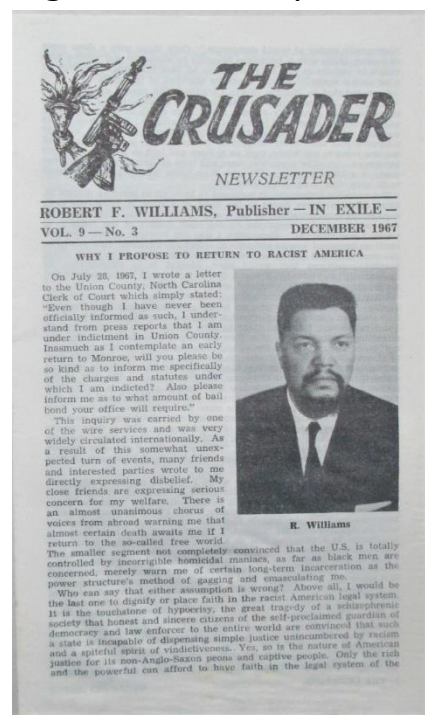 THE
CRUSADER
NEWSLETTER
ROBERT F. WILLIAMS, Publisher — IN EXILE —
VOL. 9 — No. 3 DECEMBER 1967
WHY I PROPOSE TO RETURN TO RACIST AMERICA
On July 28, 1967, I wrote a letter
to the Union County, North Carolina
Clerk of Court which simply stated:
"Even though I have never been
officially informed as such, I under-
stand from press reports that I am
under indictment in Union County.
Inasmuch as I contemplate an early
return to Monroe, will you please be
so kind as to inform me specifically
of the charges and statutes under
which I am indicted? Also please
inform me as to what amount of bail
bond your office will require."
This inquiry was carried by one
of the wire services and was very
widely circulated internationally. As
a result of this somewhat unex-
pected turn of events, many friends
and interested parties wrote to me
directly expressing disbelief. My
close friends are expressing serious
concern for my welfare. There is
an almost unanimous chorus of
voices from abroad warning me that
almost certain death awaits me if I
return to the so-called free world.
R. Williams
The smaller segment not completely convinced that the U.S. is totally
controlled by incorrigible homicidal maniacs, as far as black men are
concerned, merely warn me of certain long-term incarceration as the
power structure's method of gagging and emasculating me.
Who can say that either assumption is wrong? Above all, I would be
the last one to dignify or place faith in the racist American legal system.
It is the touchstone of hypocrisy, the great tragedy of a schizophrenic
society that honest and sincere citizens of the self-proclaimed guardian of
democracy and law enforcer to the entire world are convinced that such
a state is incapable of dispensing simple justice unincumbered by racism
and a spiteful spirit of vindictiveness. Yes, so is the nature of American
justice for its non-Anglo-Saxon peons and captive people. Only the rich
and the powerful can afford to have faith in the legal system of the